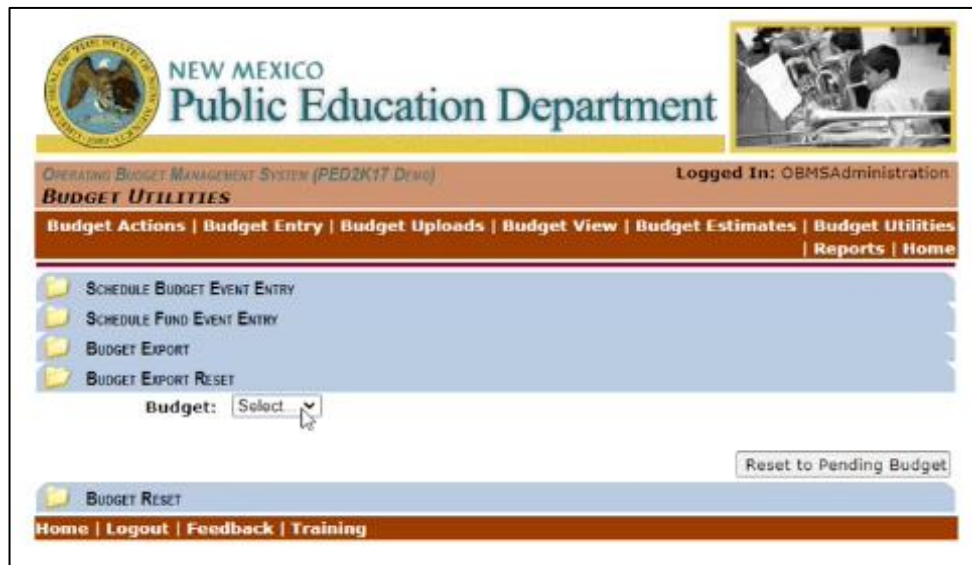 NEW MEXICO
Public Education Department
OPERATING BUDGET MANAGEMENT SYSTEM (PED2K17 DEMO)
Logged In: OBMSAdministration
BUDGET UTILITIES
Budget Actions | Budget Entry | Budget Uploads | Budget View | Budget Estimates | Budget Utilities
| Reports | Home
SCHEDULE BUDGET EVENT ENTRY
SCHEDULE FUND EVENT ENTRY
BUDGET EXPORT
BUDGET EXPORT RESET
Budget: Select
Reset to Pending Budget
BUDGET RESET
Home | Logout | Feedback | Training